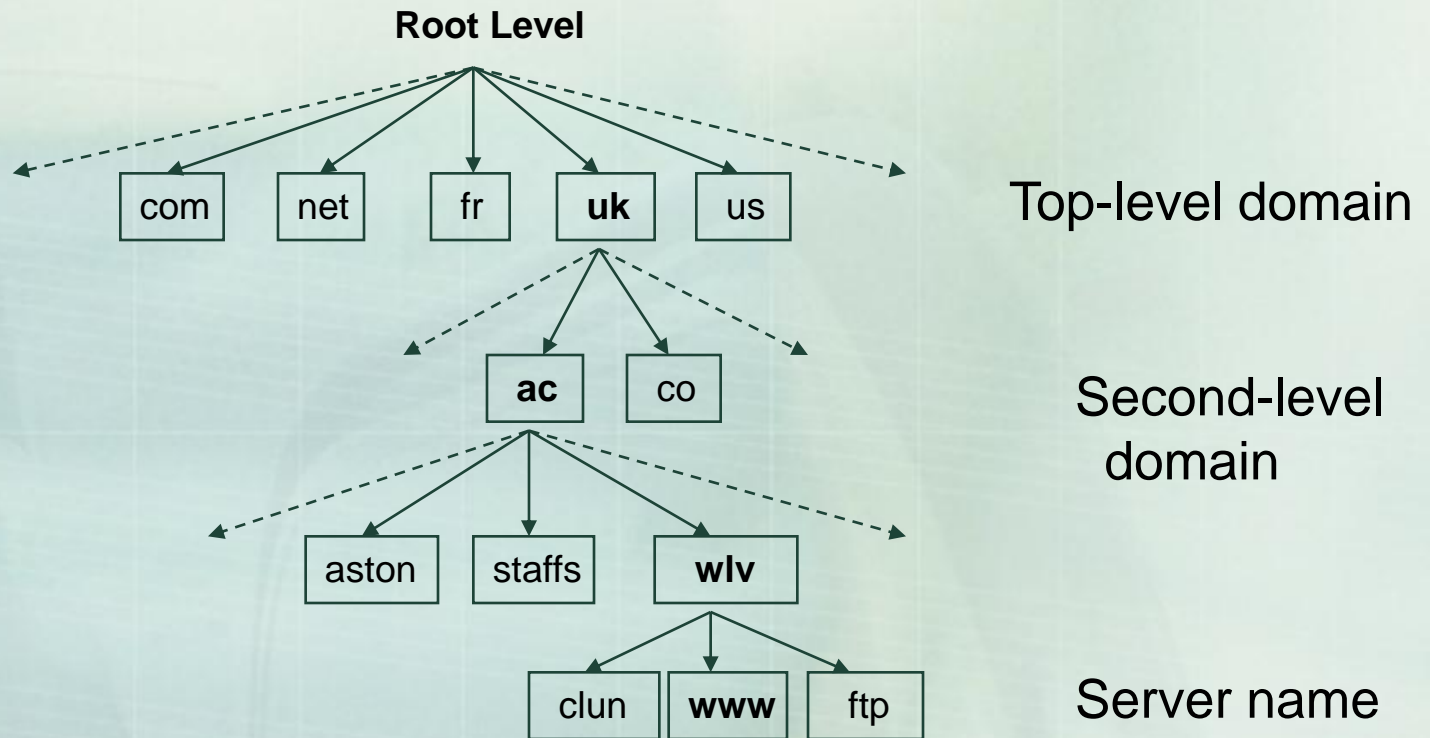 Root Level
com net fr uk us Top-level domain
ac co Second-level
domain
aston staffs wlv
clun www ftp Server name